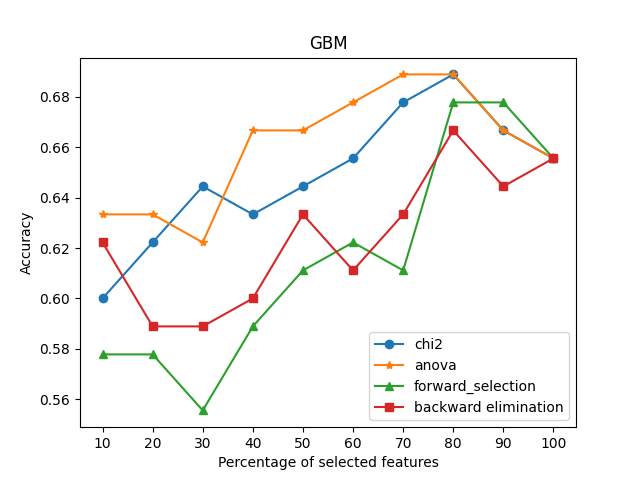 GBM
Accuracy
0.68
0.66
0.64
0.62
0.60
0.58
0.56
chi2
anova
forward_selection
backward elimination
10 20 30 40 50 60 70 80 90 100
Percentage of selected features